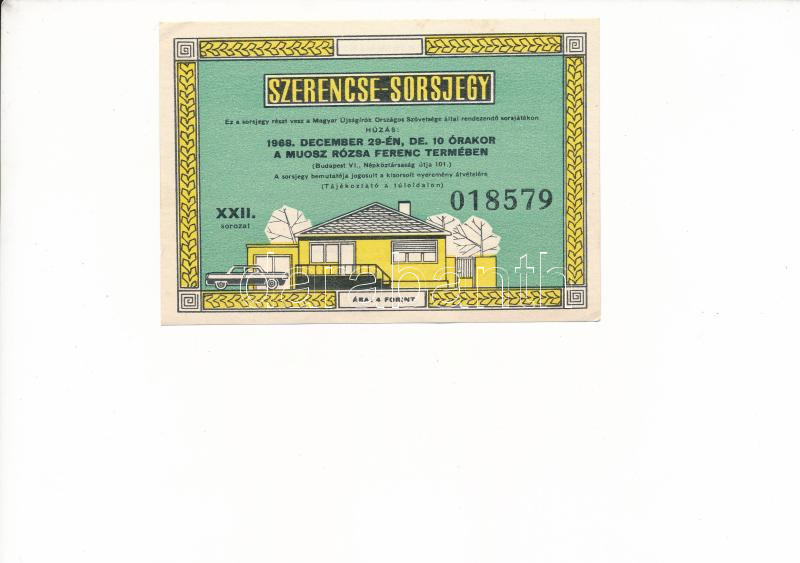 SZERENCSE-SORSJEGY
Ez a sorsjegy részt vesz a Magyar Újságírók Országos Szövetsége által rendezendő sorsjátékon
HÚZÁS:
1968. DECEMBER 29-ÉN, DE. 10 ÓRAKOR
A MUOSZ RÓZSA FERENC TERMÉBEN
(Budapest VI., Népköztársaság útja 101.)
A sorsjegy bemutatója jogosult a kisorsolt nyeremény átvételére
(Tájékoztató a túloldalon)
018579
XXII.
sorozat
darabanth
ÁRA: 4 FORINT